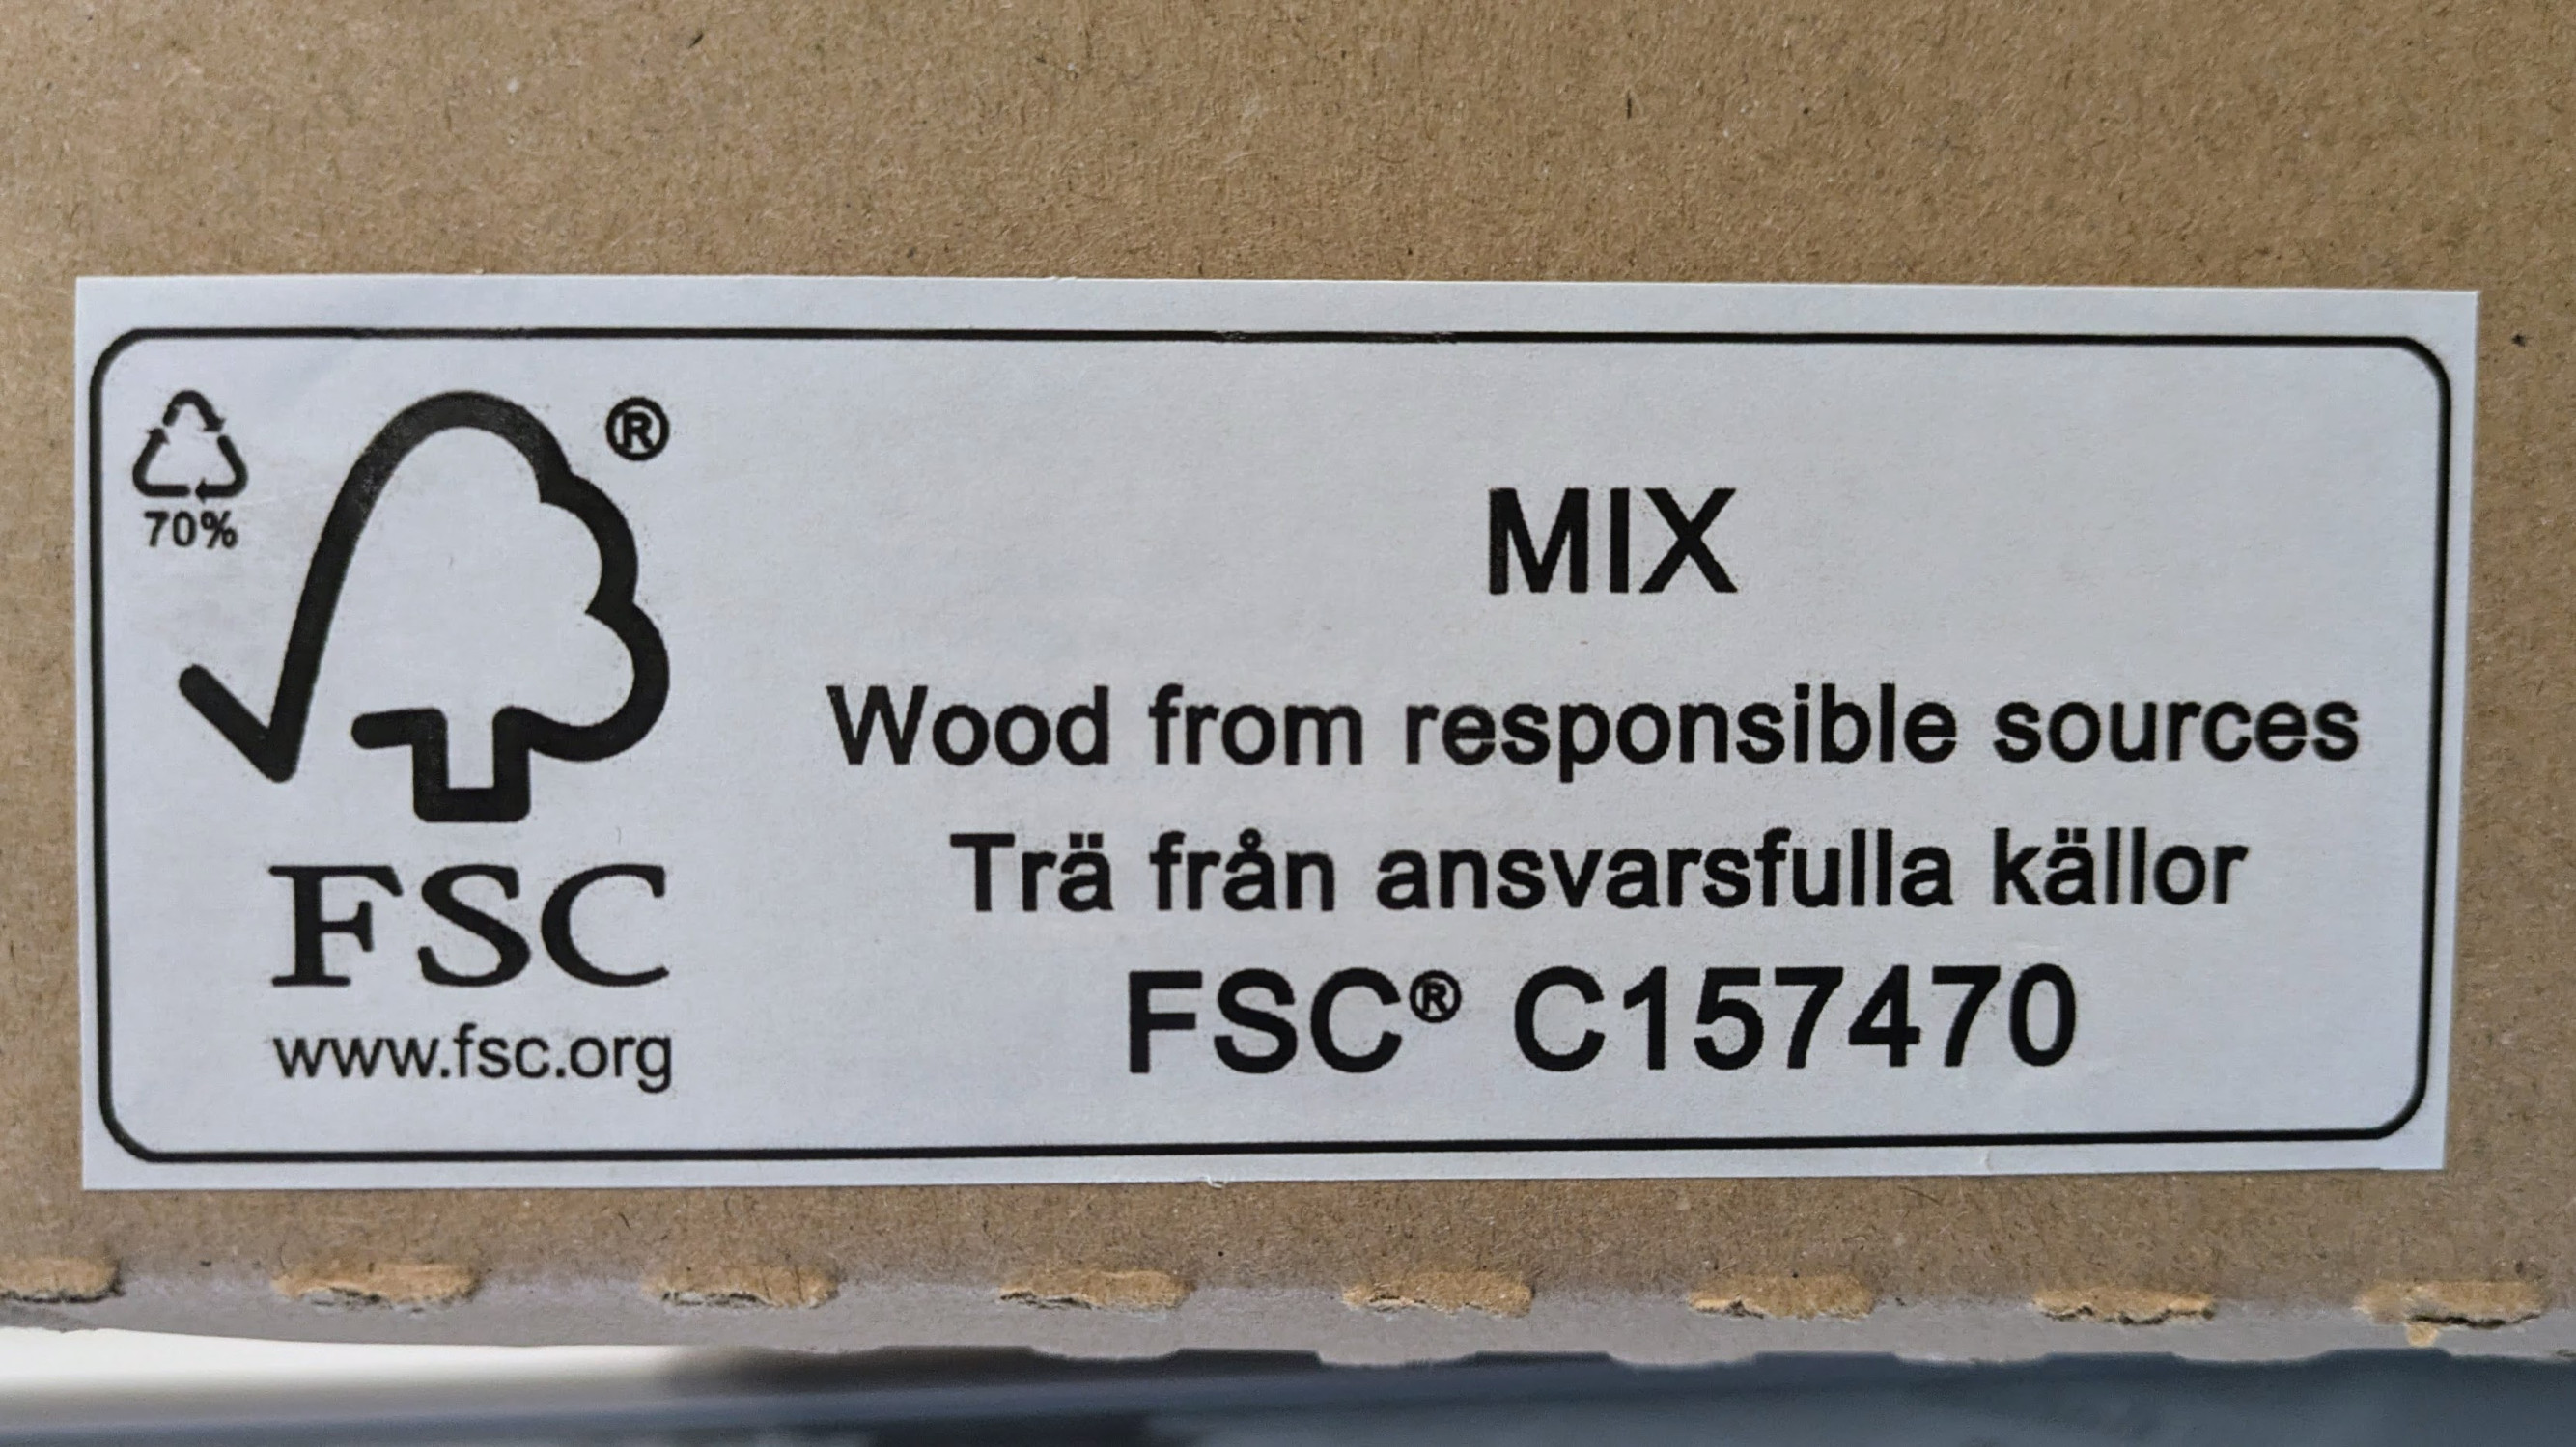 ®
70%
FSC
www.fsc.org
MIX
Wood from responsible sources
Trä från ansvarsfulla källor
FSC® C157470